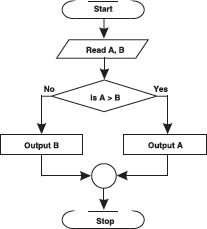 Start
Read A, B
Is A > B
No
Yes
Output B
Output A
Stop